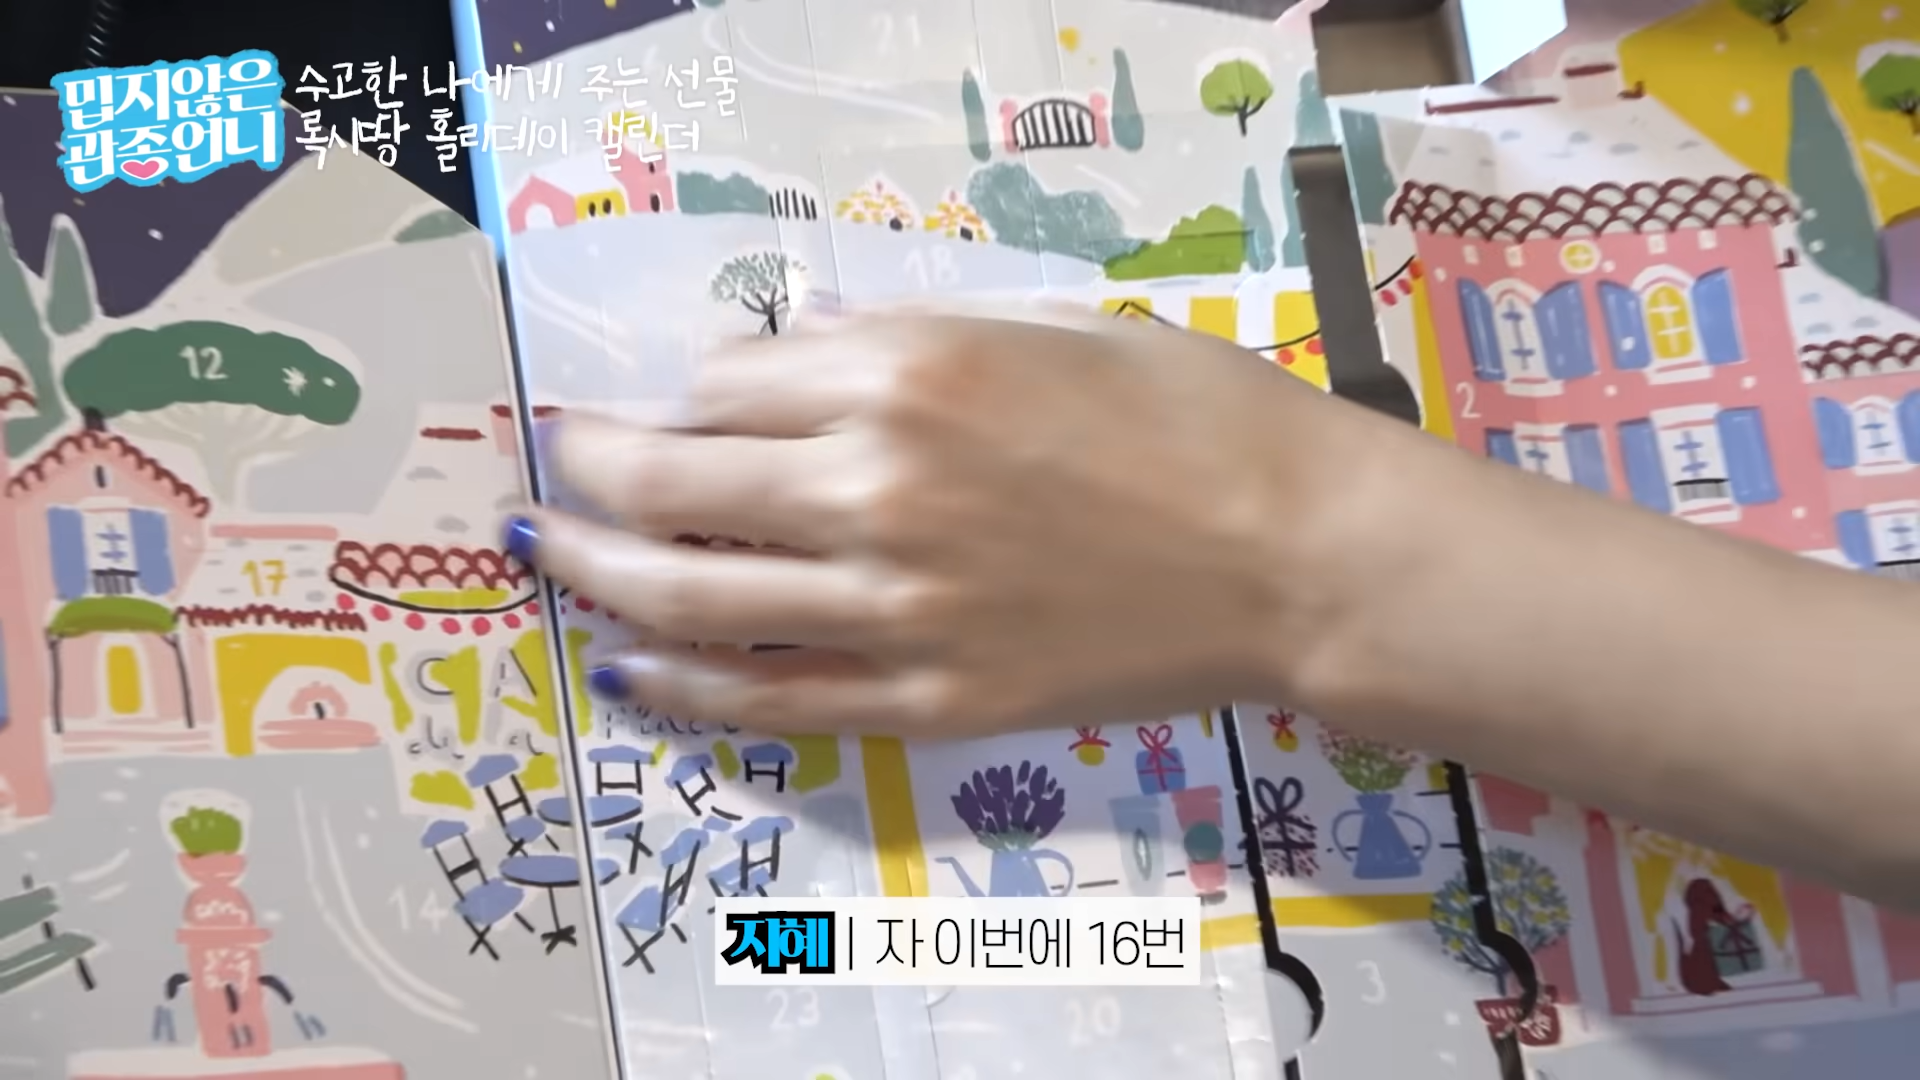 밉지않은
관종언니
수고한 나에게 주는 선물
록시땅 홀리데이 캘린더
21
18
12
2
17
CA
14
지혜 | 자 이번에 16번
3
23
20